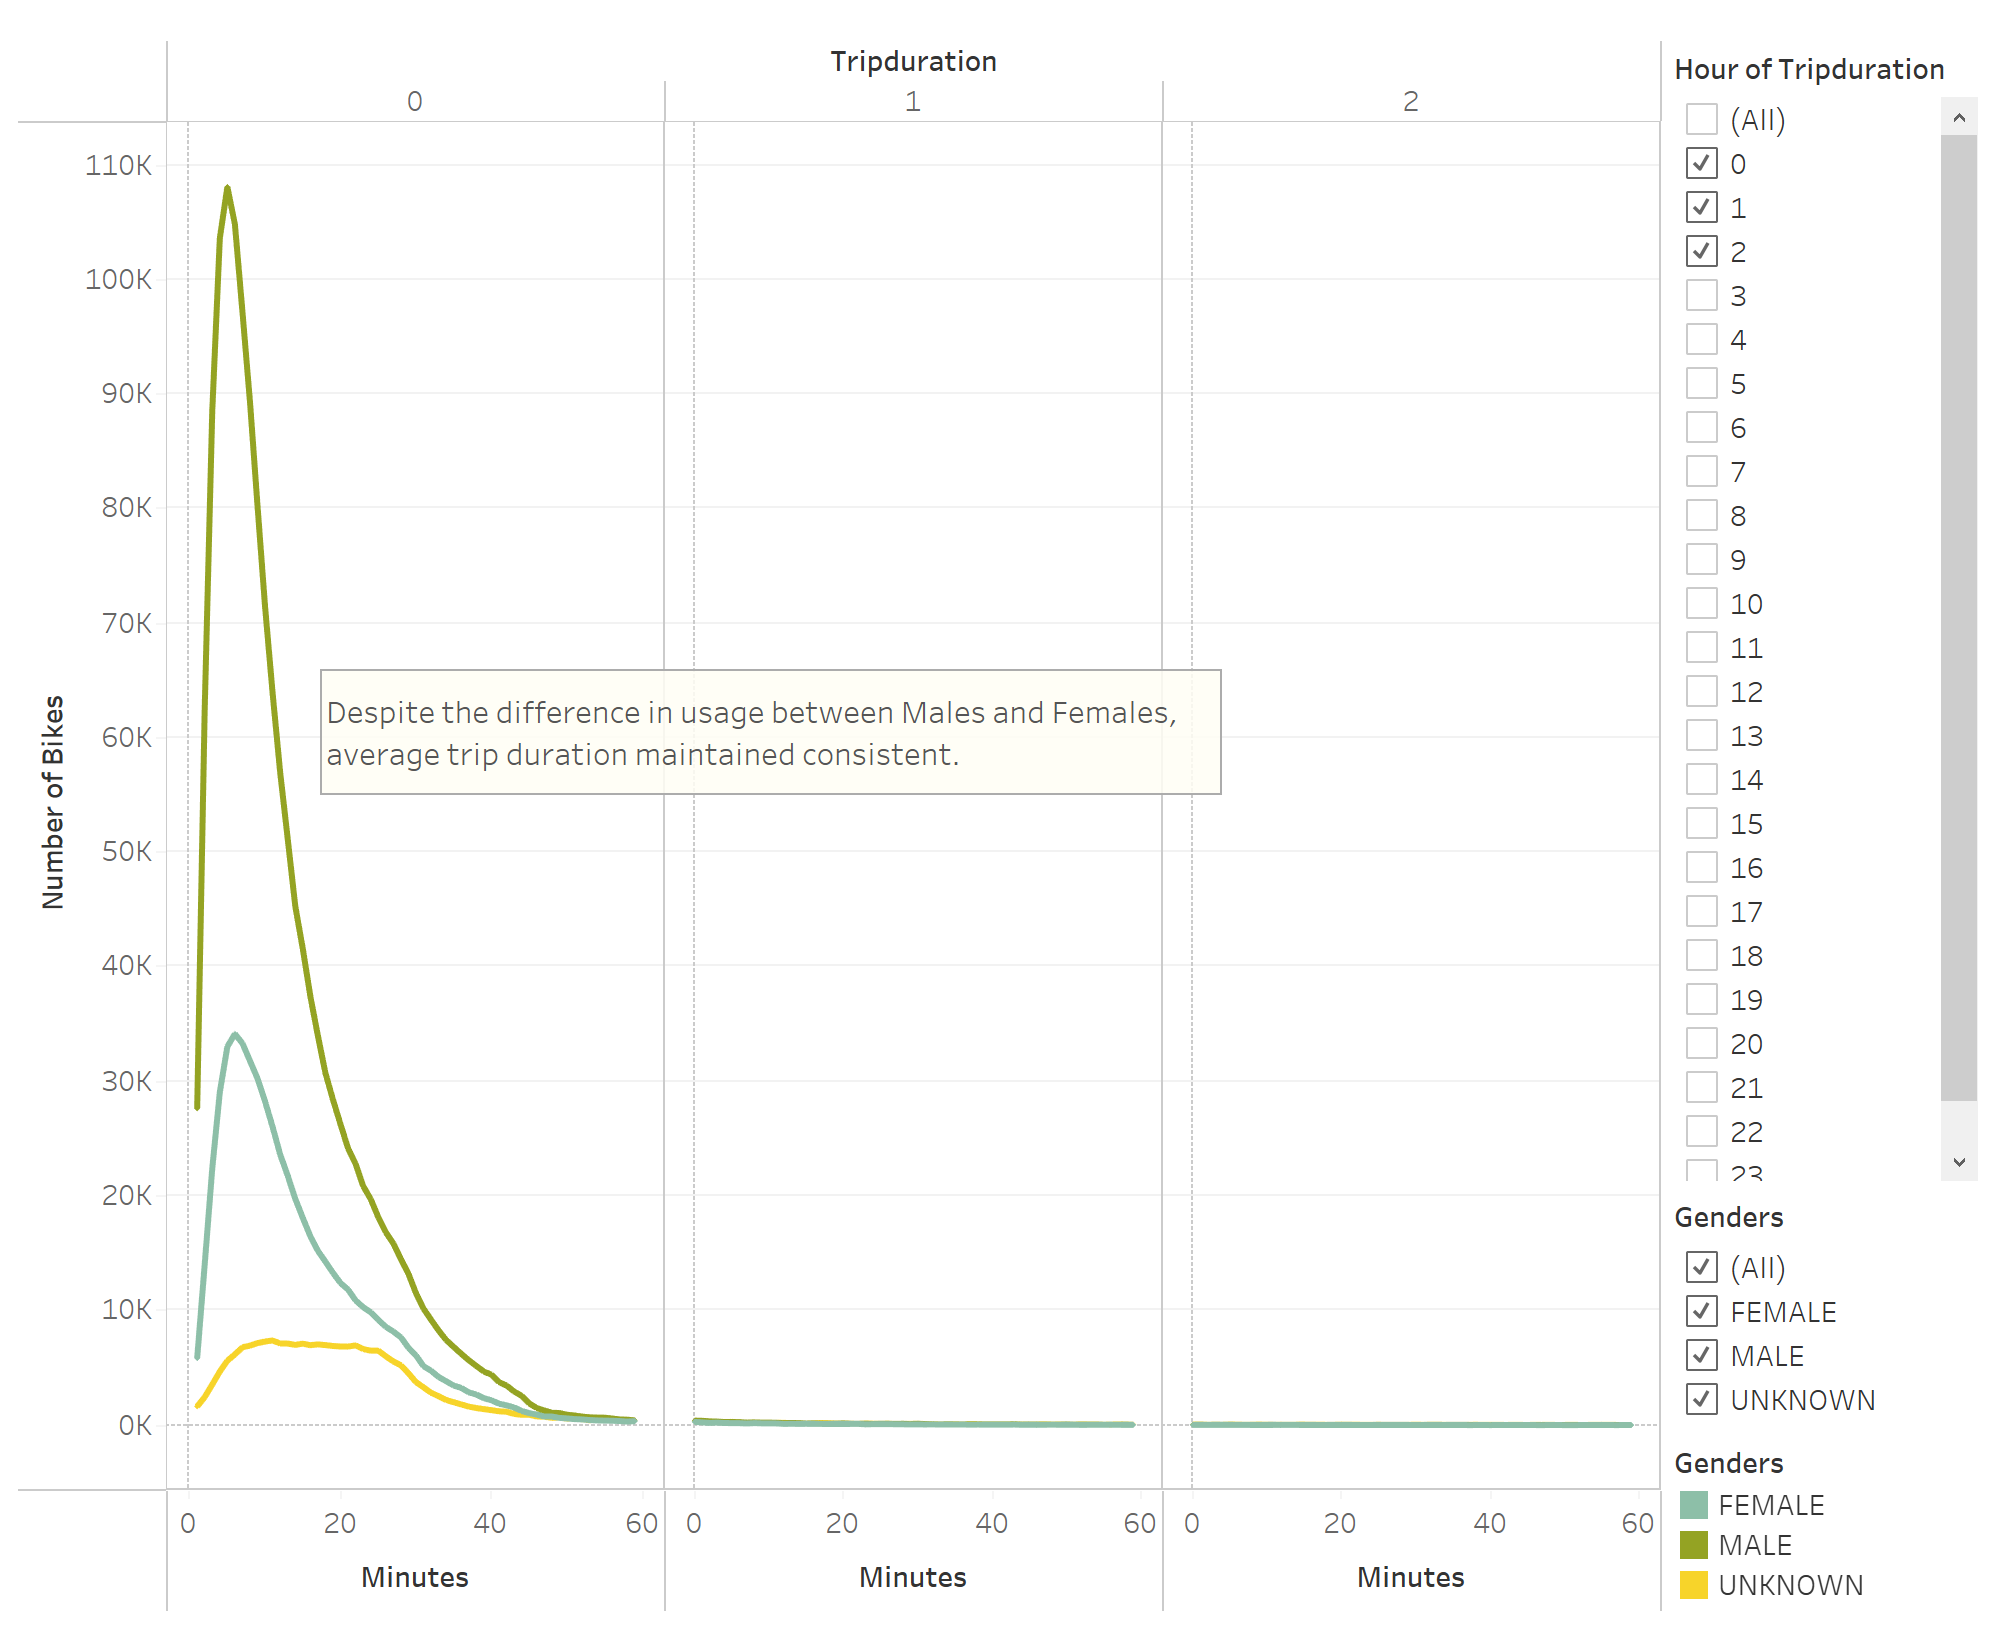 Tripduration
0 1 2
110K
100K
90K
80K
70K
60K
50K
40K
30K
20K
10K
0K
Number of Bikes
Despite the difference in usage between Males and Females,
average trip duration maintained consistent.
0 20 40 60 0 20 40 60 0 20 40 60
Minutes Minutes Minutes
Hour of Tripduration
(All)
0
1
2
3
4
5
6
7
8
9
10
11
12
13
14
15
16
17
18
19
20
21
22
23
Genders
(All)
FEMALE
MALE
UNKNOWN
Genders
FEMALE
MALE
UNKNOWN